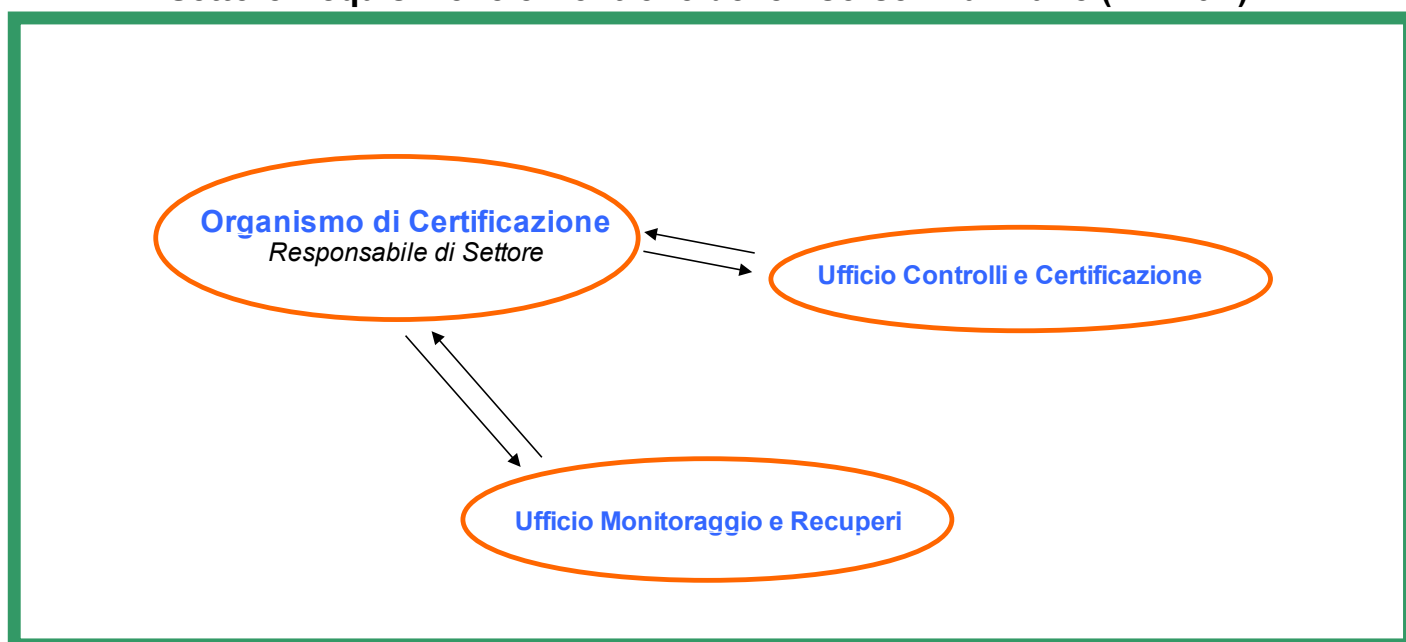 Organismo di Certificazione
Responsabile di Settore
Ufficio Controlli e Certificazione
Ufficio Monitoraggio e Recuperi